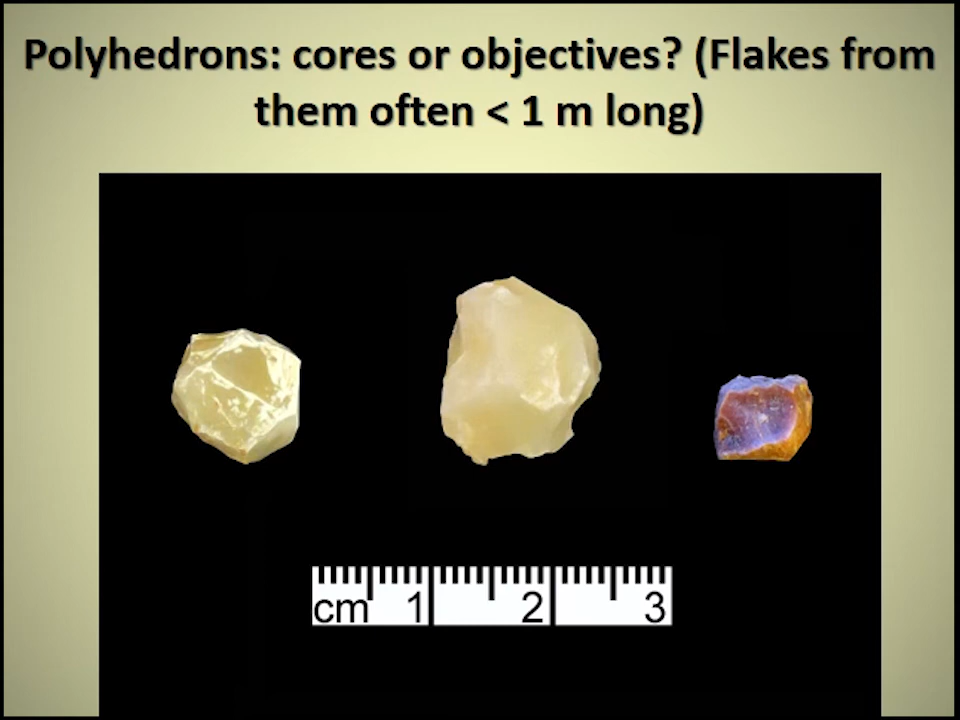 Polyhedrons: cores or objectives? (Flakes from
them often < 1 m long)
cm 1 2 3